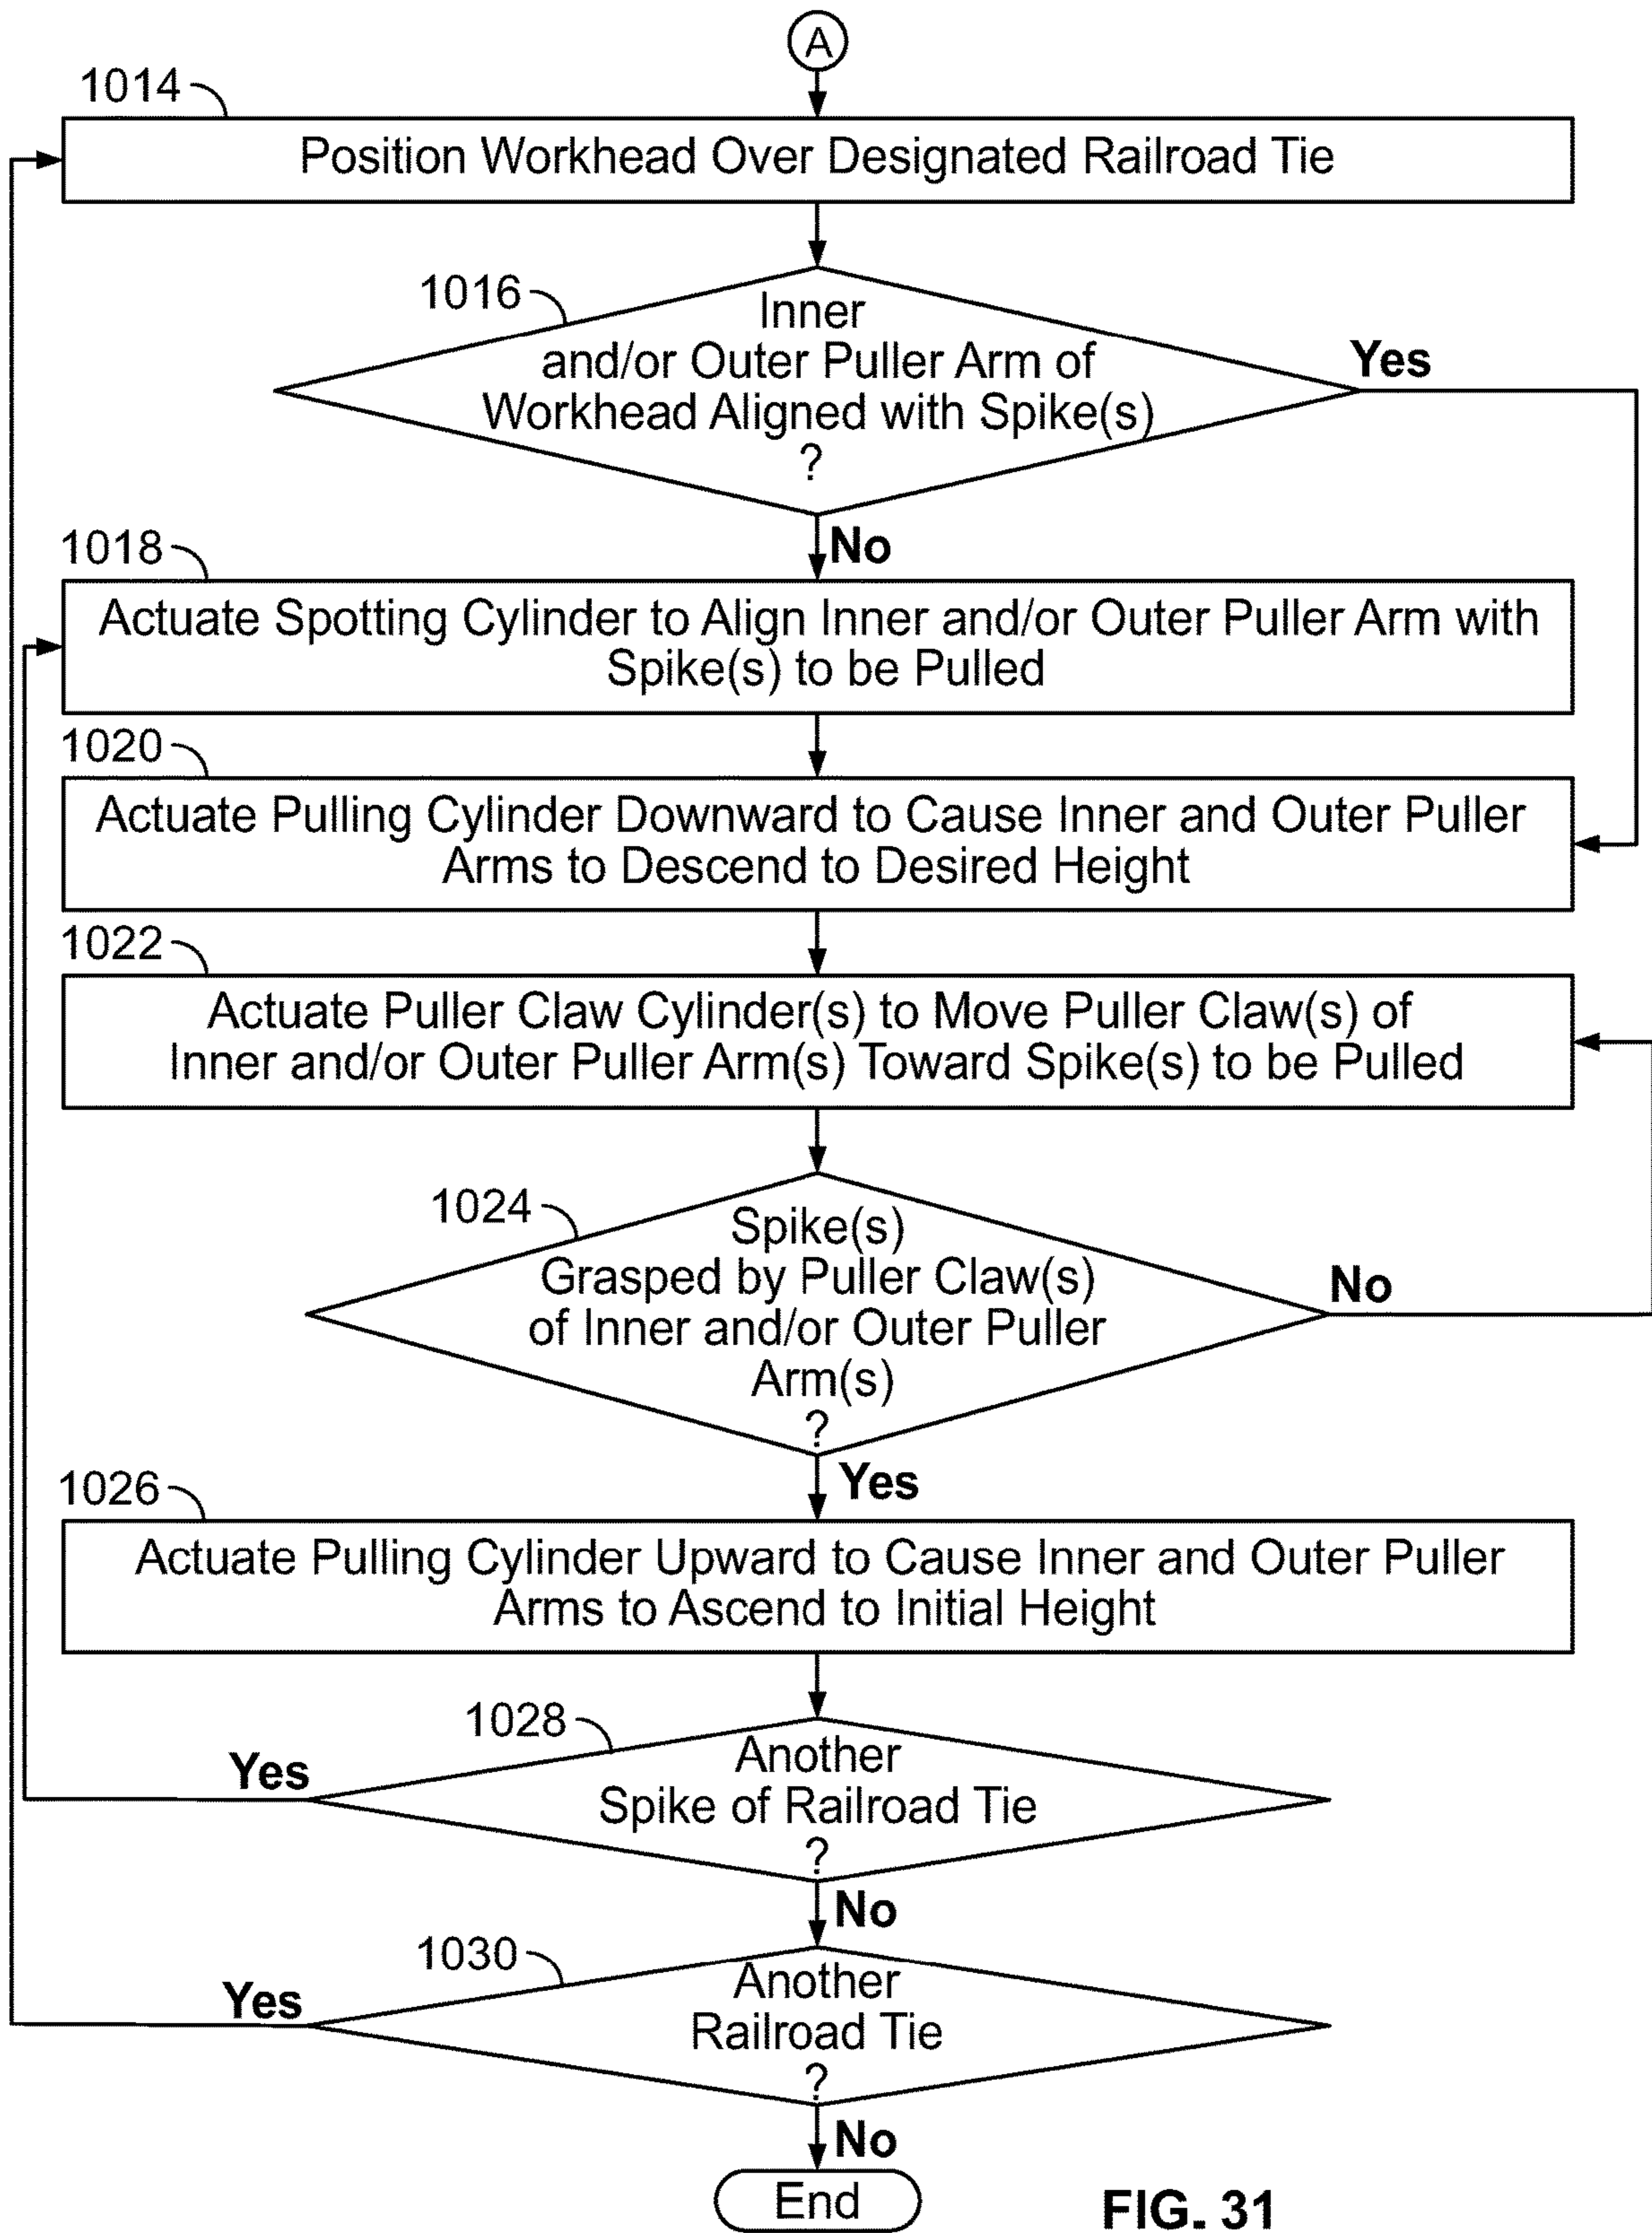 A
1014
Position Workhead Over Designated Railroad Tie
1016
Inner
and/or Outer Puller Arm of
Workhead Aligned with Spike(s)
?
Yes
No
1018
Actuate Spotting Cylinder to Align Inner and/or Outer Puller Arm with
Spike(s) to be Pulled
1020
Actuate Pulling Cylinder Downward to Cause Inner and Outer Puller
Arms to Descend to Desired Height
1022
Actuate Puller Claw Cylinder(s) to Move Puller Claw(s) of
Inner and/or Outer Puller Arm(s) Toward Spike(s) to be Pulled
1024
Spike(s)
Grasped by Puller Claw(s)
of Inner and/or Outer Puller
Arm(s)
?
No
Yes
1026
Actuate Pulling Cylinder Upward to Cause Inner and Outer Puller
Arms to Ascend to Initial Height
1028
Another
Spike of Railroad Tie
?
Yes
No
1030
Another
Railroad Tie
?
Yes
No
End
FIG. 31